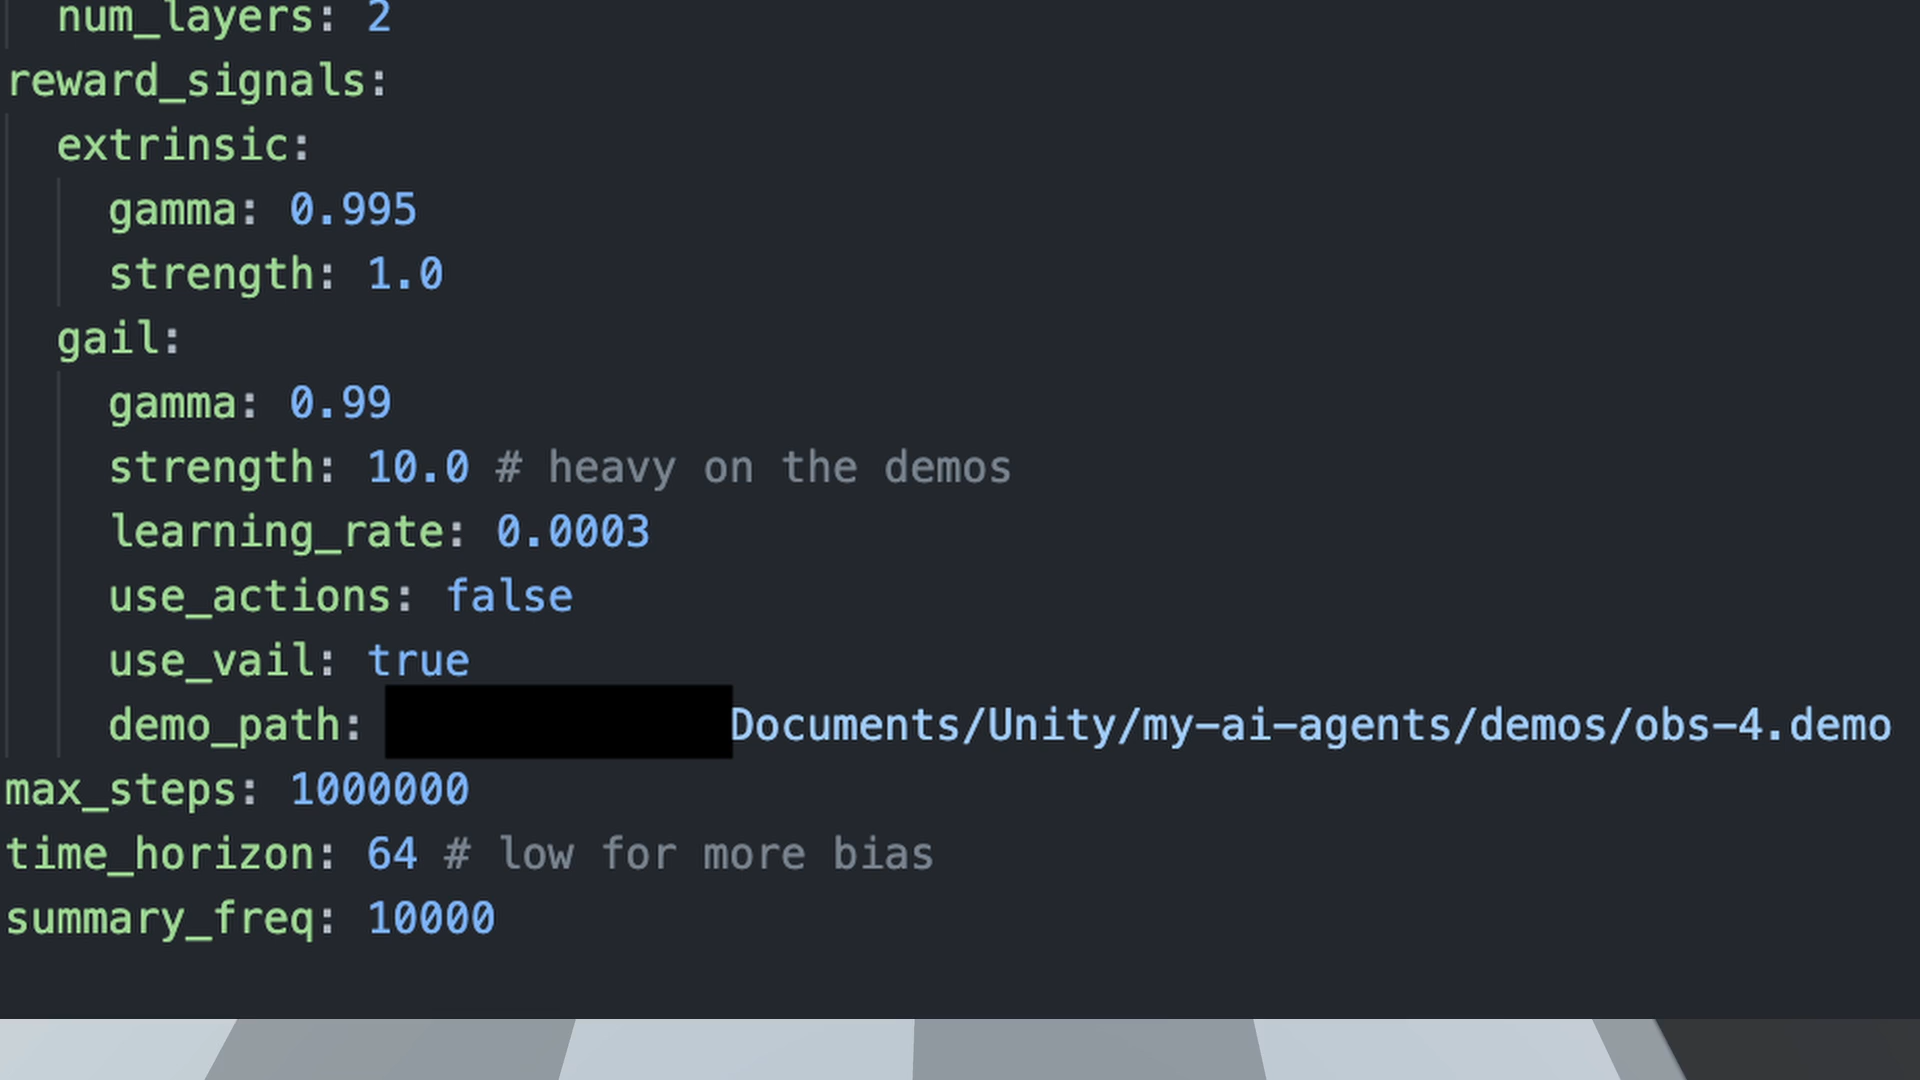 num_layers: 2
reward_signals:
extrinsic:
gamma: 0.995
strength: 1.0
gail:
gamma: 0.99
strength: 10.0 # heavy on the demos
learning_rate: 0.0003
use_actions: false
use_vail: true
demo_path: Documents/Unity/my-ai-agents/demos/obs-4.demo
max_steps: 1000000
time_horizon: 64 # low for more bias
summary_freq: 10000